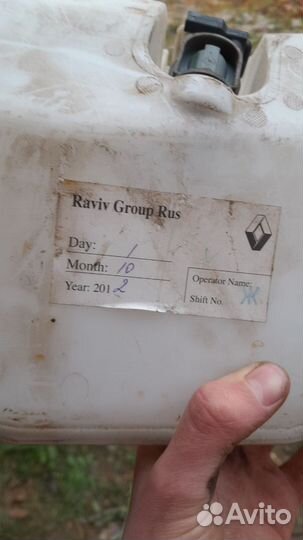 Raviv Group Rus
Day: 1
Month: 10
Year: 2012
Operator Name:
Shift No. Ж
Avito